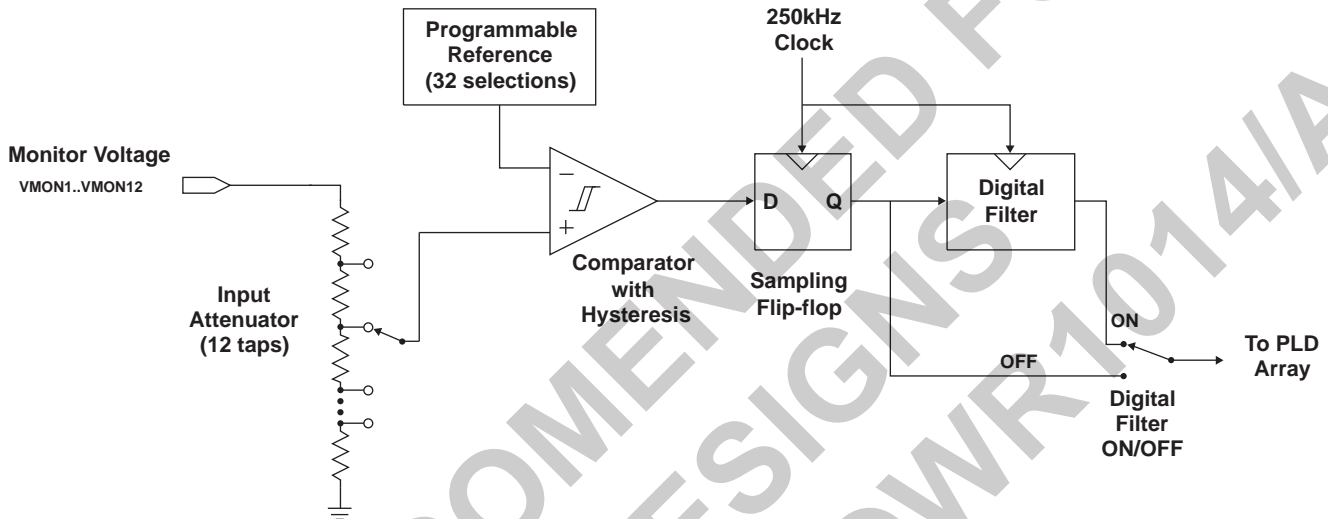 Programmable
Reference
(32 selections)
250kHz
Clock
Monitor Voltage
VMON1..VMON12
Input
Attenuator
(12 taps)
−
+
Comparator
with
Hysteresis
D
Q
Sampling
Flip-flop
Digital
Filter
ON
OFF
To PLD
Array
Digital
Filter
ON/OFF